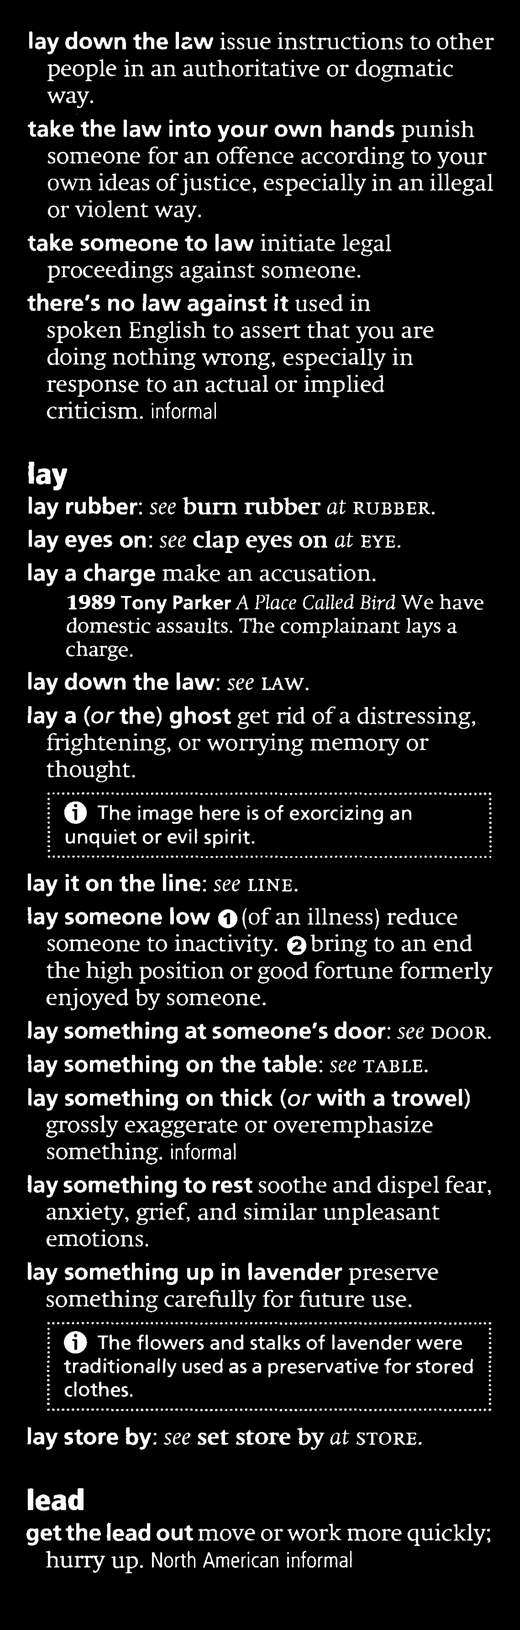 lay down the law issue instructions to other
people in an authoritative or dogmatic
way.
take the law into your own hands punish
someone for an offence according to your
own ideas of justice, especially in an illegal
or violent way.
take someone to law initiate legal
proceedings against someone.
there's no law against it used in
spoken English to assert that you are
doing nothing wrong, especially in
response to an actual or implied
criticism. informal
lay
lay rubber: see burn rubber at RUBBER.
lay eyes on: see clap eyes on at EYE.
lay a charge make an accusation.
1989 Tony Parker A Place Called Bird We have
domestic assaults. The complainant lays a
charge.
lay down the law: see LAW.
lay a (or the) ghost get rid of a distressing,
frightening, or worrying memory or
thought.
ℹ The image here is of exorcizing an
unquiet or evil spirit.
lay it on the line: see LINE.
lay someone low ❶ (of an illness) reduce
someone to inactivity. ❷ bring to an end
the high position or good fortune formerly
enjoyed by someone.
lay something at someone's door: see DOOR.
lay something on the table: see TABLE.
lay something on thick (or with a trowel)
grossly exaggerate or overemphasize
something. informal
lay something to rest soothe and dispel fear,
anxiety, grief, and similar unpleasant
emotions.
lay something up in lavender preserve
something carefully for future use.
ℹ The flowers and stalks of lavender were
traditionally used as a preservative for stored
clothes.
lay store by: see set store by at STORE.
lead
get the lead out move or work more quickly;
hurry up. North American informal